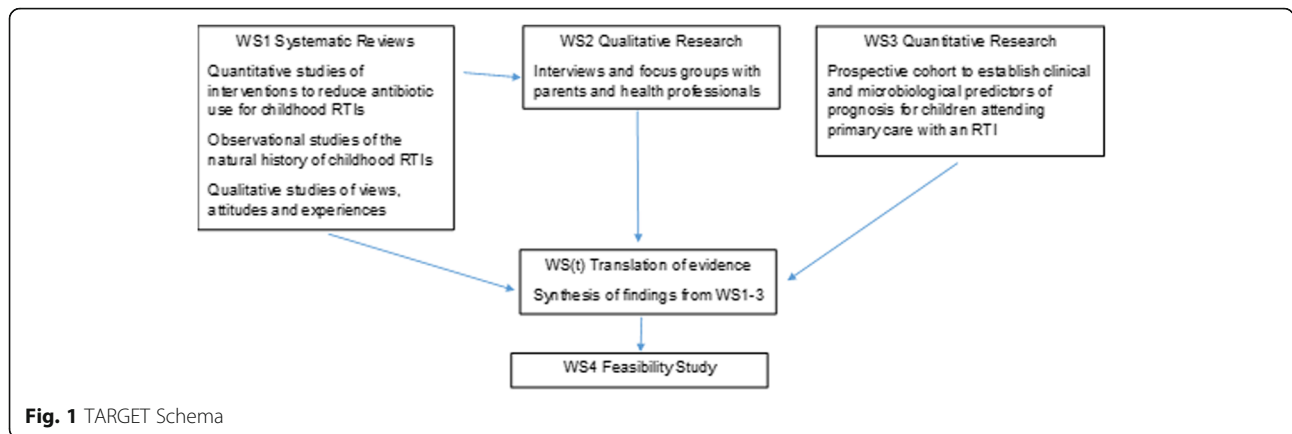 WS1 Systematic Reviews
Quantitative studies of
interventions to reduce antibiotic
use for childhood RTIs
Observational studies of the
natural history of childhood RTIs
Qualitative studies of views,
attitudes and experiences
WS2 Qualitative Research
Interviews and focus groups with
parents and health professionals
WS3 Quantitative Research
Prospective cohort to establish clinical
and microbiological predictors of
prognosis for children attending
primary care with an RTI
WS(t) Translation of evidence
Synthesis of findings from WS1-3
WS4 Feasibility Study
Fig. 1 TARGET Schema